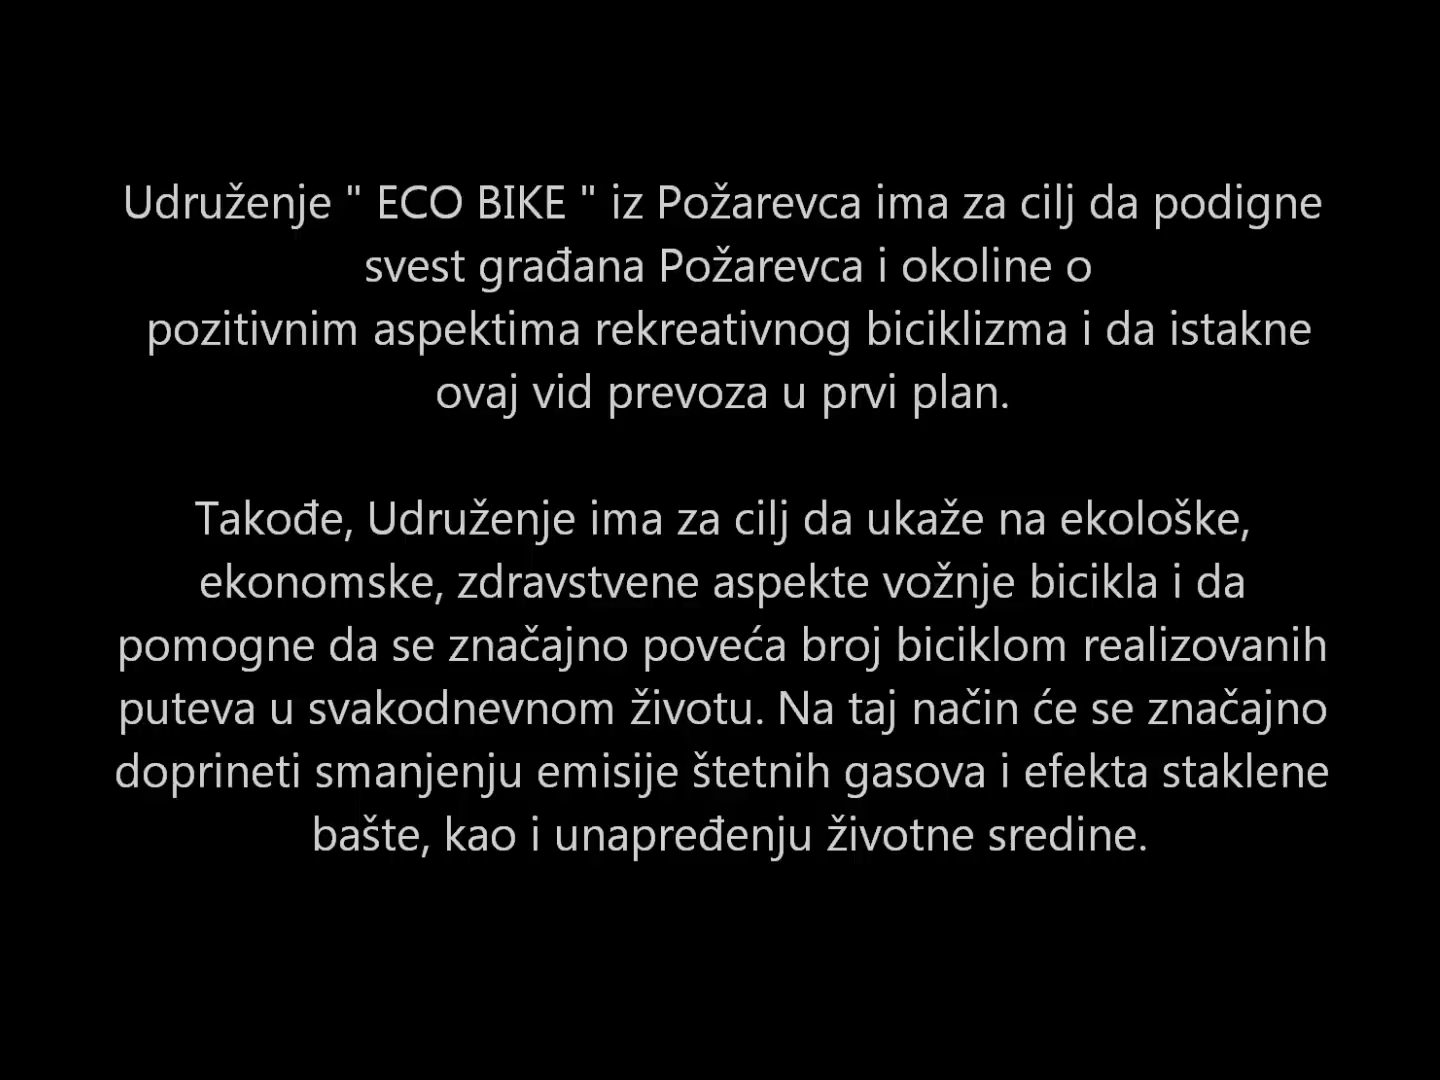 Udruženje " ECO BIKE " iz Požarevca ima za cilj da podigne
svest građana Požarevca i okoline o
pozitivnim aspektima rekreativnog biciklizma i da istakne
ovaj vid prevoza u prvi plan.
Takođe, Udruženje ima za cilj da ukaže na ekološke,
ekonomske, zdravstvene aspekte vožnje bicikla i da
pomogne da se značajno poveća broj biciklom realizovanih
puteva u svakodnevnom životu. Na taj način će se značajno
doprineti smanjenju emisije štetnih gasova i efekta staklene
bašte, kao i unapređenju životne sredine.